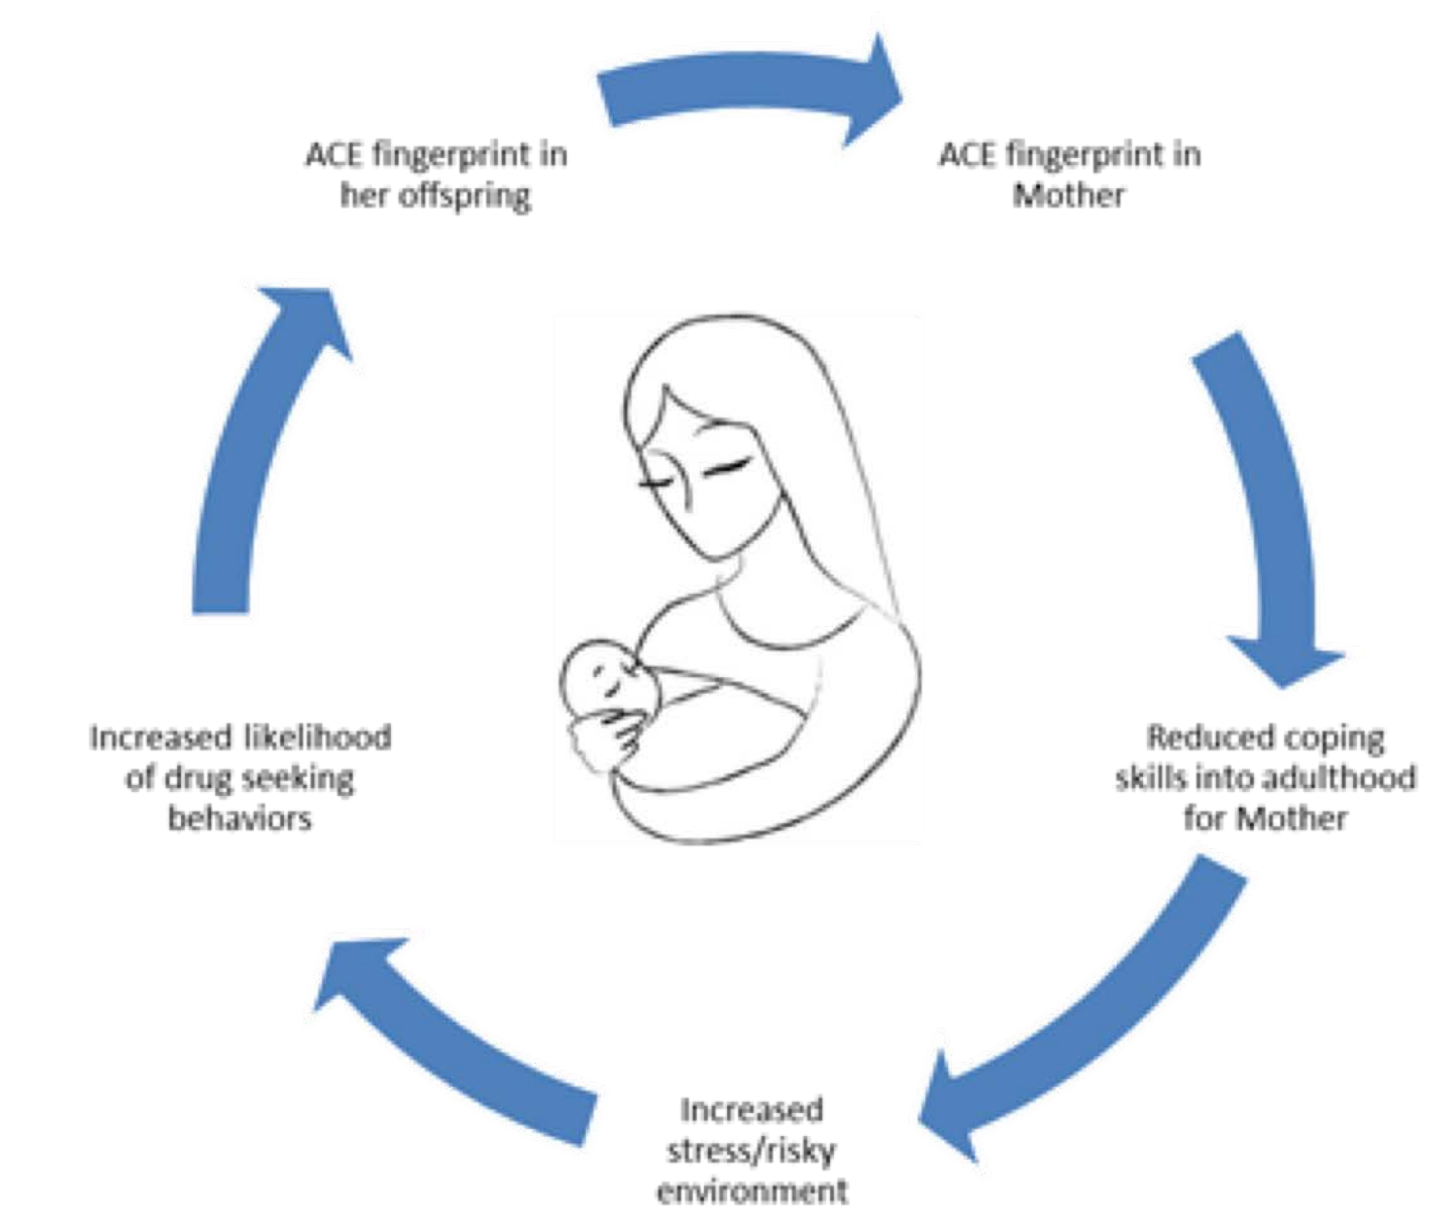 ACE fingerprint in
her offspring
ACE fingerprint in
Mother
Increased likelihood
of drug seeking
behaviors
Reduced coping
skills into adulthood
for Mother
Increased
stress/risky
environment